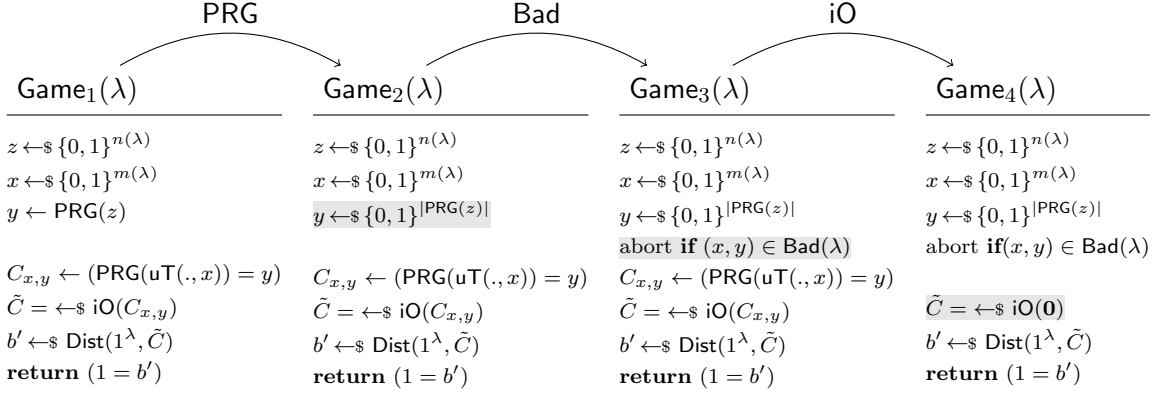 PRG Bad iO
Game₁(λ) Game₂(λ) Game₃(λ) Game₄(λ)
z ←$ {0, 1}^{n(λ)} z ←$ {0, 1}^{n(λ)} z ←$ {0, 1}^{n(λ)} z ←$ {0, 1}^{n(λ)}
x ←$ {0, 1}^{m(λ)} x ←$ {0, 1}^{m(λ)} x ←$ {0, 1}^{m(λ)} x ←$ {0, 1}^{m(λ)}
y ← PRG(z) y ←$ {0, 1}^{|PRG(z)|} y ←$ {0, 1}^{|PRG(z)|} y ←$ {0, 1}^{|PRG(z)|}
abort if (x, y) ∈ Bad(λ) abort if(x, y) ∈ Bad(λ)
C_{x,y} ← (PRG(uT(., x)) = y) C_{x,y} ← (PRG(uT(., x)) = y) C_{x,y} ← (PRG(uT(., x)) = y)
C̃ = ←$ iO(C_{x,y}) C̃ = ←$ iO(C_{x,y}) C̃ = ←$ iO(C_{x,y}) C̃ = ←$ iO(0)
b′ ←$ Dist(1^λ, C̃) b′ ←$ Dist(1^λ, C̃) b′ ←$ Dist(1^λ, C̃) b′ ←$ Dist(1^λ, C̃)
return (1 = b′) return (1 = b′) return (1 = b′) return (1 = b′)